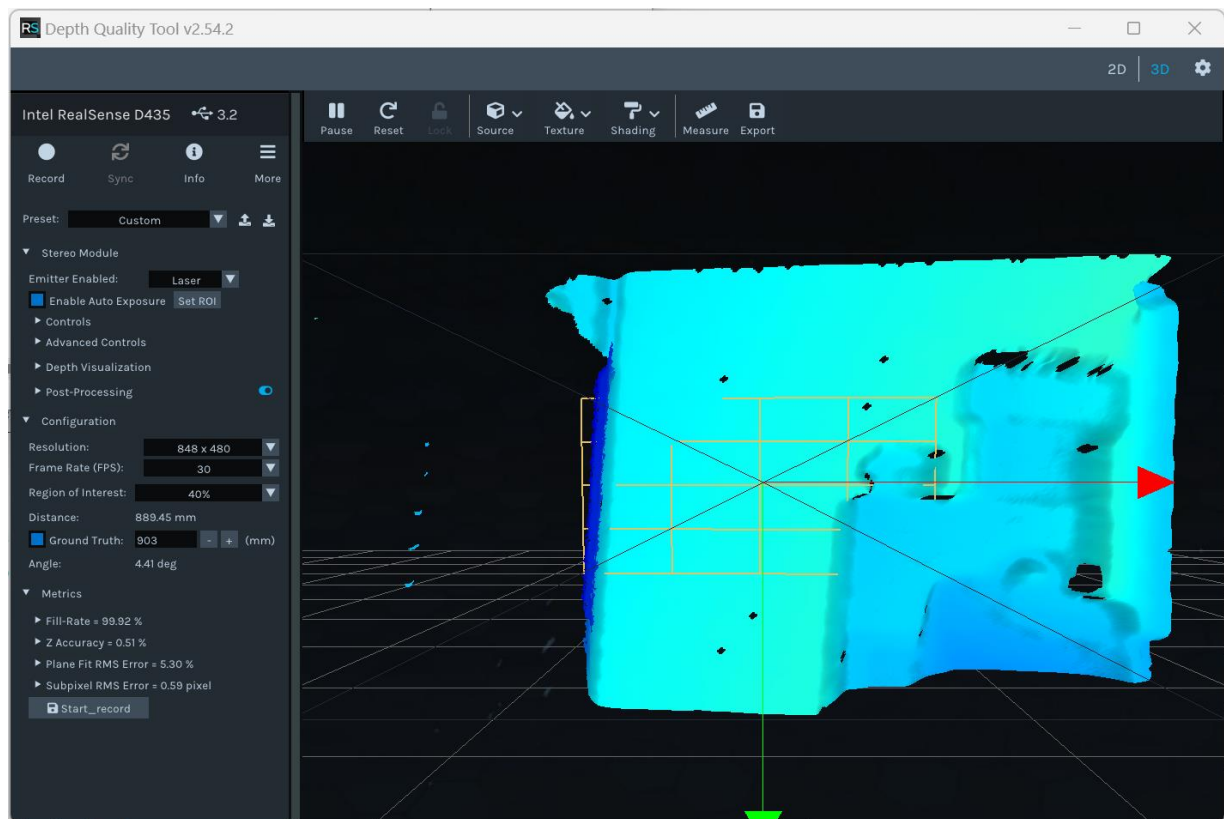 RS Depth Quality Tool v2.54.2
2D 3D
Intel RealSense D435 3.2
Pause Reset Lock Source Texture Shading Measure Export
Record Sync Info More
Preset: Custom
Stereo Module
Emitter Enabled: Laser
Enable Auto Exposure Set ROI
Controls
Advanced Controls
Depth Visualization
Post-Processing
Configuration
Resolution: 848 x 480
Frame Rate (FPS): 30
Region of Interest: 40%
Distance: 889.45 mm
Ground Truth: 903 - + (mm)
Angle: 4.41 deg
Metrics
Fill-Rate = 99.92 %
Z Accuracy = 0.51 %
Plane Fit RMS Error = 5.30 %
Subpixel RMS Error = 0.59 pixel
Start_record